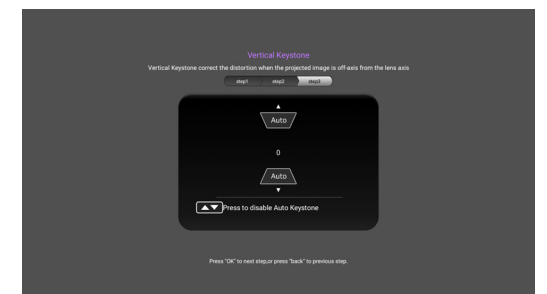 Vertical Keystone
Vertical Keystone correct the distortion when the projected image is off-axis from the lens axis
step1 step2 step3
Auto
0
Auto
Press to disable Auto Keystone
Press "OK" to next step,or press "back" to previous step.